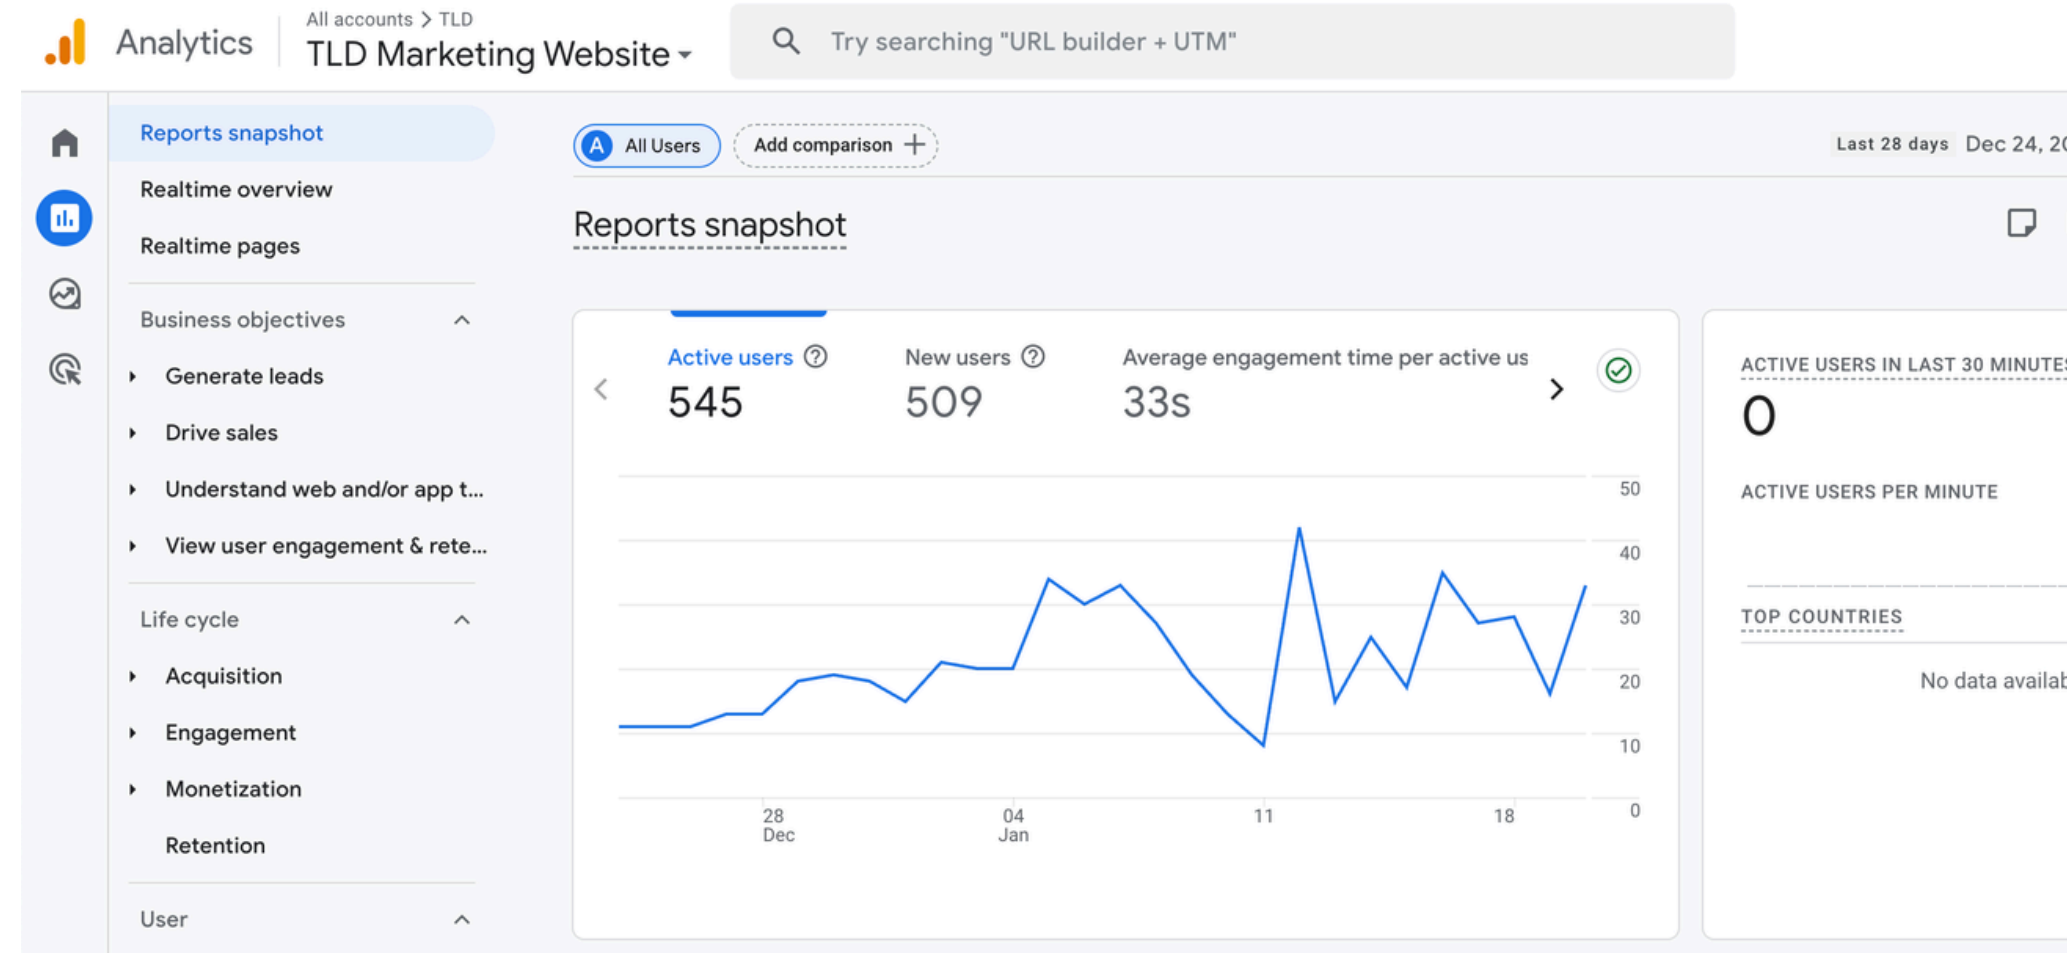 All accounts > TLD
Analytics
TLD Marketing Website
Try searching "URL builder + UTM"
Reports snapshot
Realtime overview
Realtime pages
Business objectives
Generate leads
Drive sales
Understand web and/or app t...
View user engagement & rete...
Life cycle
Acquisition
Engagement
Monetization
Retention
User
A All Users
Add comparison +
Last 28 days Dec 24, 20
Reports snapshot
Active users
545
New users
509
Average engagement time per active us
33s
50
40
30
20
10
0
28 Dec
04 Jan
11
18
ACTIVE USERS IN LAST 30 MINUTES
0
ACTIVE USERS PER MINUTE
TOP COUNTRIES
No data availab